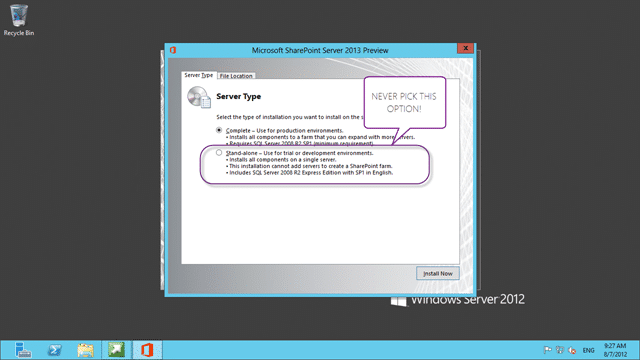 Recycle Bin
Microsoft SharePoint Server 2013 Preview
x
Server Type
File Location
Server Type
NEVER PICK THIS
OPTION!
Select the type of installation you want to install on the s
Complete – Use for production environments.
• Installs all components to a farm that you can expand with more
• Requires SQL Server 2008 R2 SP1 (minimum requirement)
Stand-alone – Use for trial or development environments.
• Installs all components on a single server.
• This installation cannot add servers to create a SharePoint farm.
• Includes SQL Server 2008 R2 Express Edition with SP1 in English.
Install Now
Windows Server 2012
ENG
9:27 AM
8/7/2012